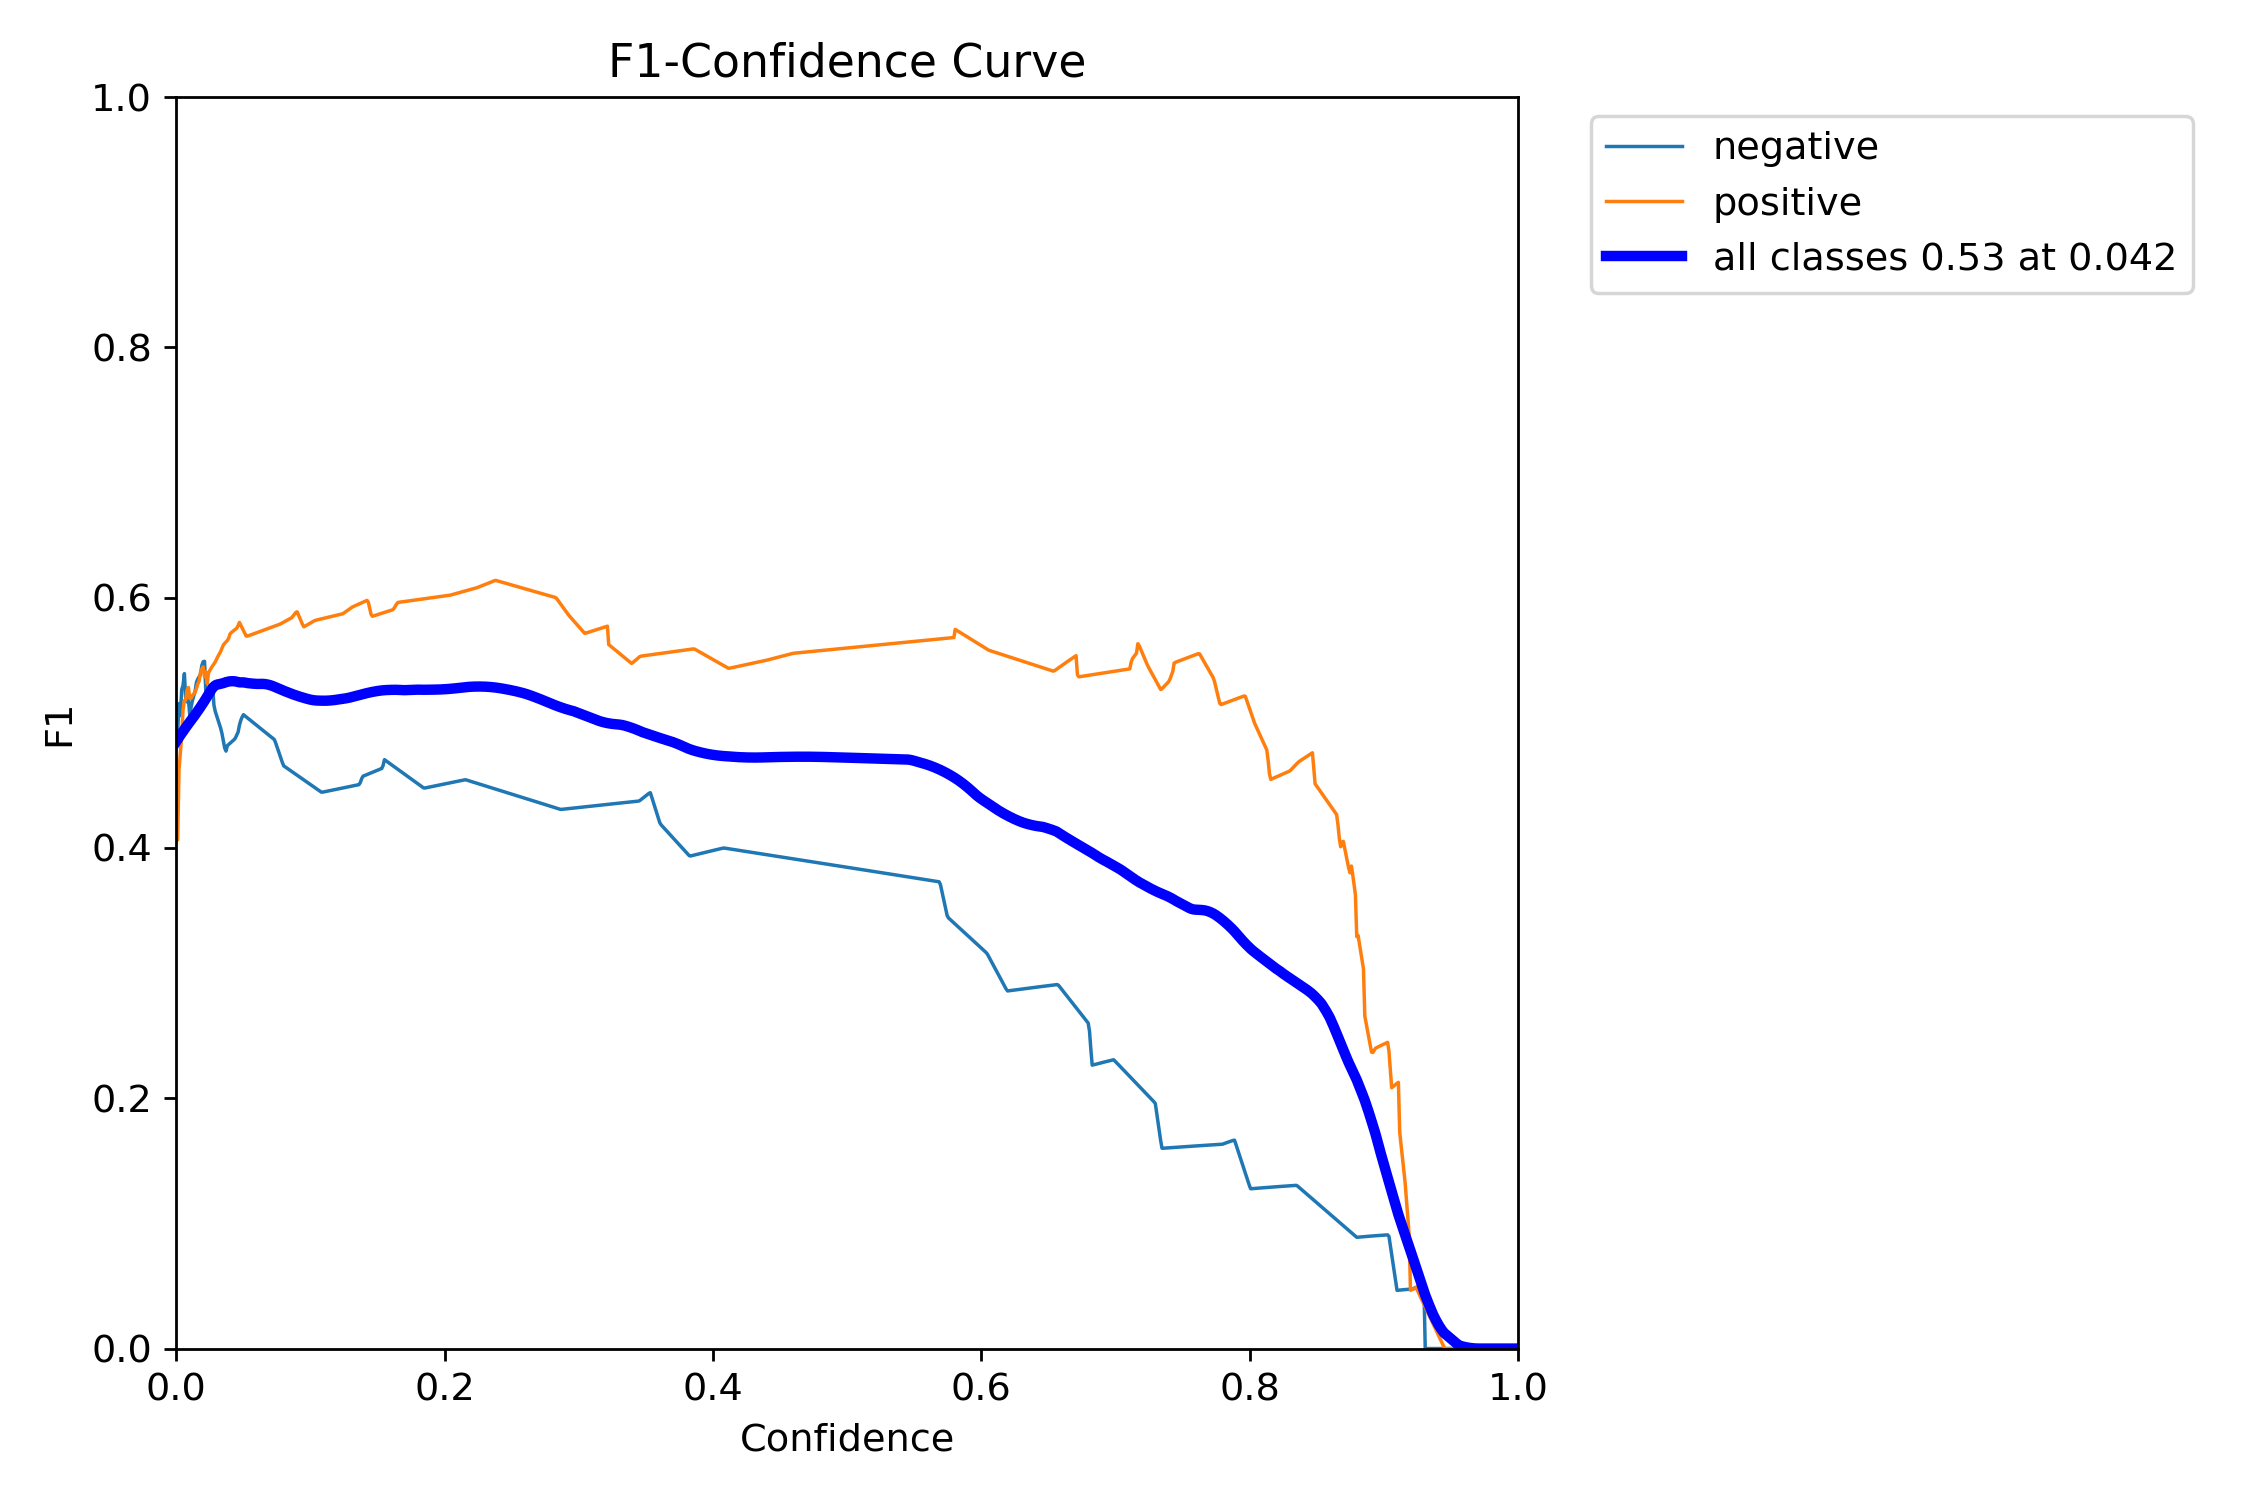 F1-Confidence Curve
1.0
0.8
0.6
0.4
0.2
0.0
F1
0.0 0.2 0.4 0.6 0.8 1.0
Confidence
negative
positive
all classes 0.53 at 0.042